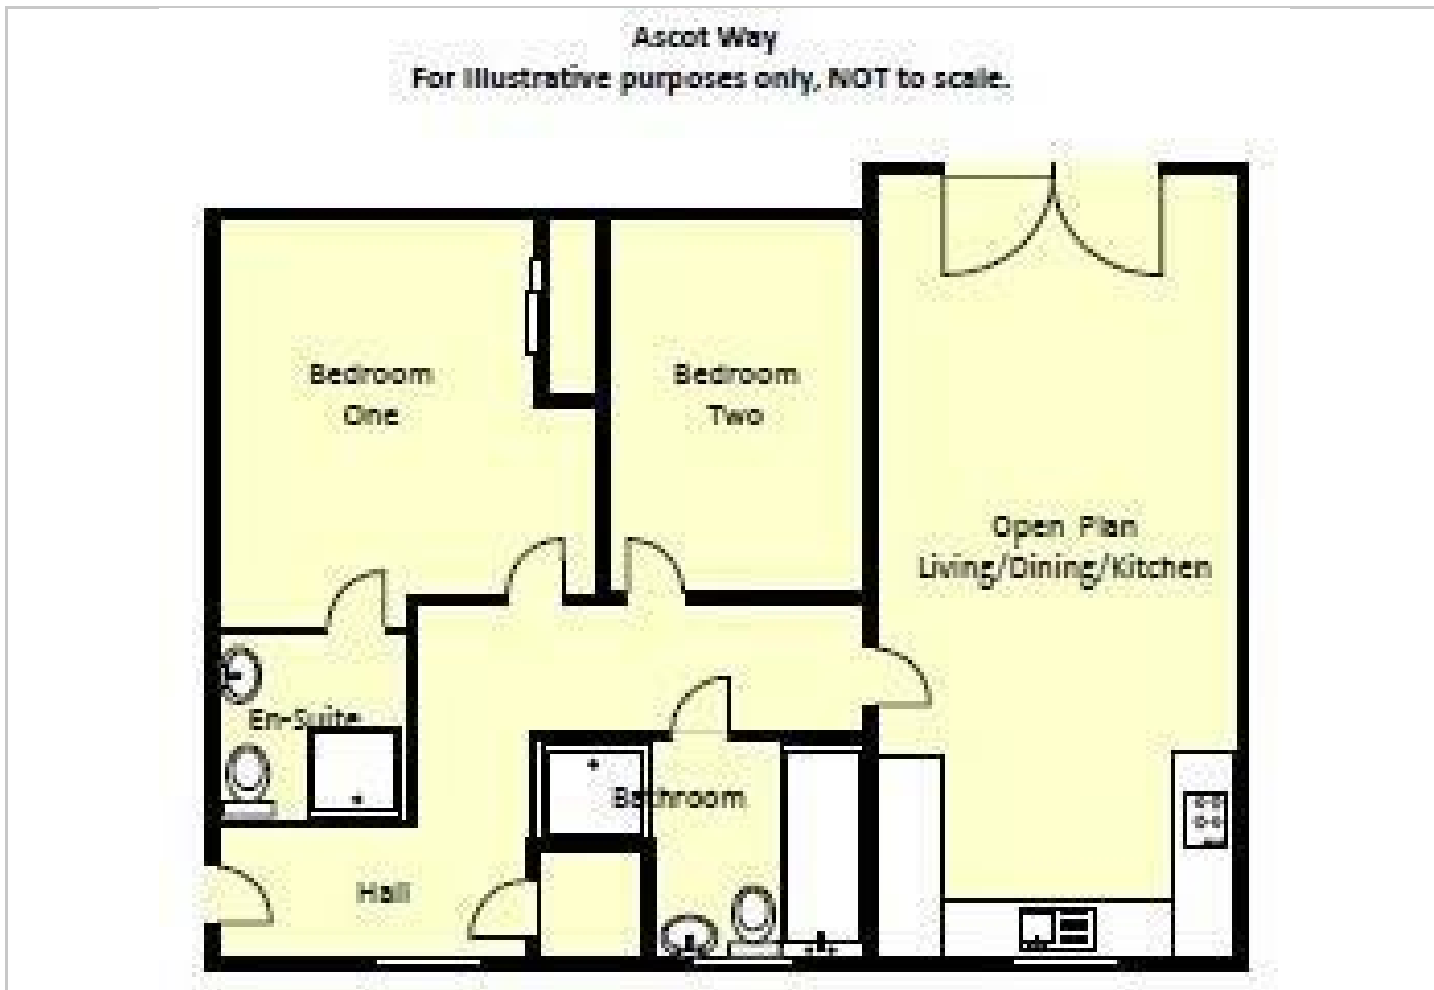 Ascot Way
For Illustrative purposes only, NOT to scale.
Bedroom
One
Bedroom
Two
Open Plan
Living/Dining/Kitchen
En-Suite
Bathroom
Hall